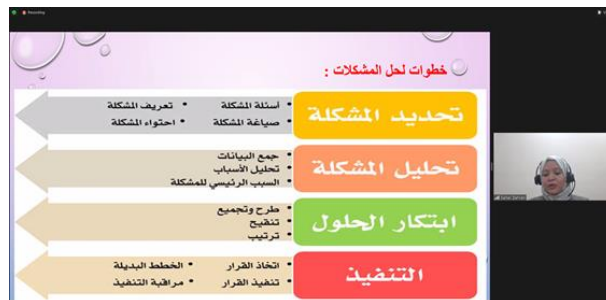 Recording
خطوات لحل المشكلات :
تحديد المشكلة
• أسئلة المشكلة • تعريف المشكلة
• صياغة المشكلة • احتواء المشكلة
تحليل المشكلة
• جمع البيانات
• تحليل الأسباب
• السبب الرئيسي للمشكلة
ابتكار الحلول
• طرح وتجميع
• تنقيح
• ترتيب
التنفيذ
• اتخاذ القرار • الخطط البديلة
• تنفيذ القرار • مراقبة التنفيذ